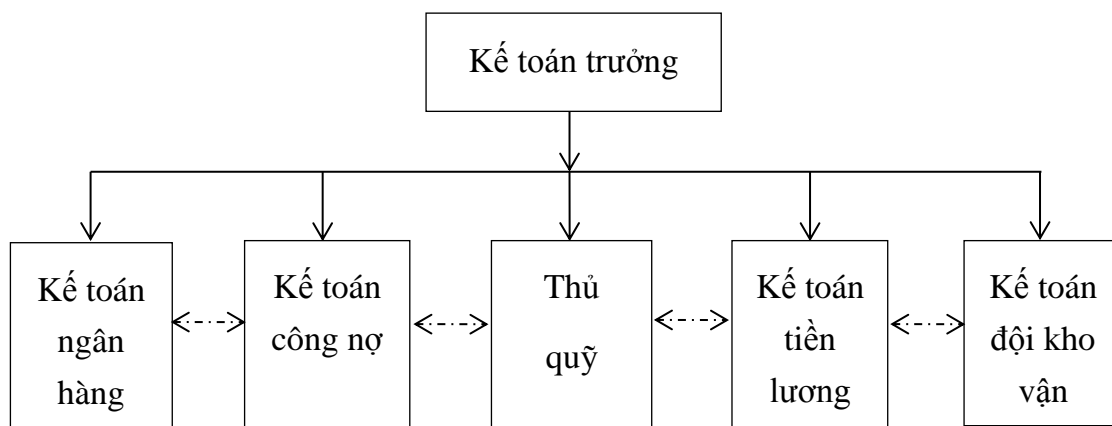 Kế toán trưởng
Kế toán
ngân
hàng
Kế toán
công nợ
Thủ
quỹ
Kế toán
tiền
lương
Kế toán
đội kho
vận